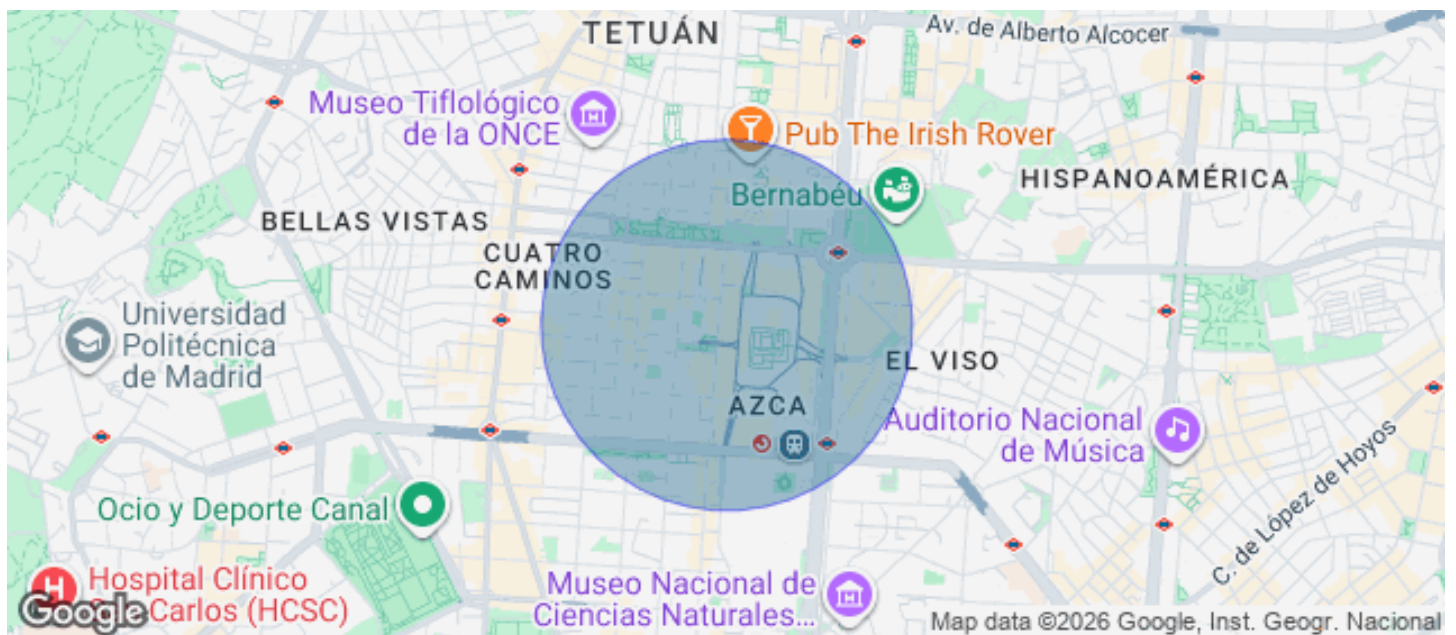 TETUÁN
Av. de Alberto Alcocer
Museo Tiflológico
de la ONCE
Pub The Irish Rover
Bernabéu
HISPANOAMÉRICA
BELLAS VISTAS
CUATRO
CAMINOS
Universidad
Politécnica
de Madrid
EL VISO
AZCA
Auditorio Nacional
de Música
C. de López de Hoyos
Ocio y Deporte Canal
Hospital Clínico
Carlos (HCSC)
Google
Museo Nacional de
Ciencias Naturales...
Map data ©2026 Google, Inst. Geogr. Nacional